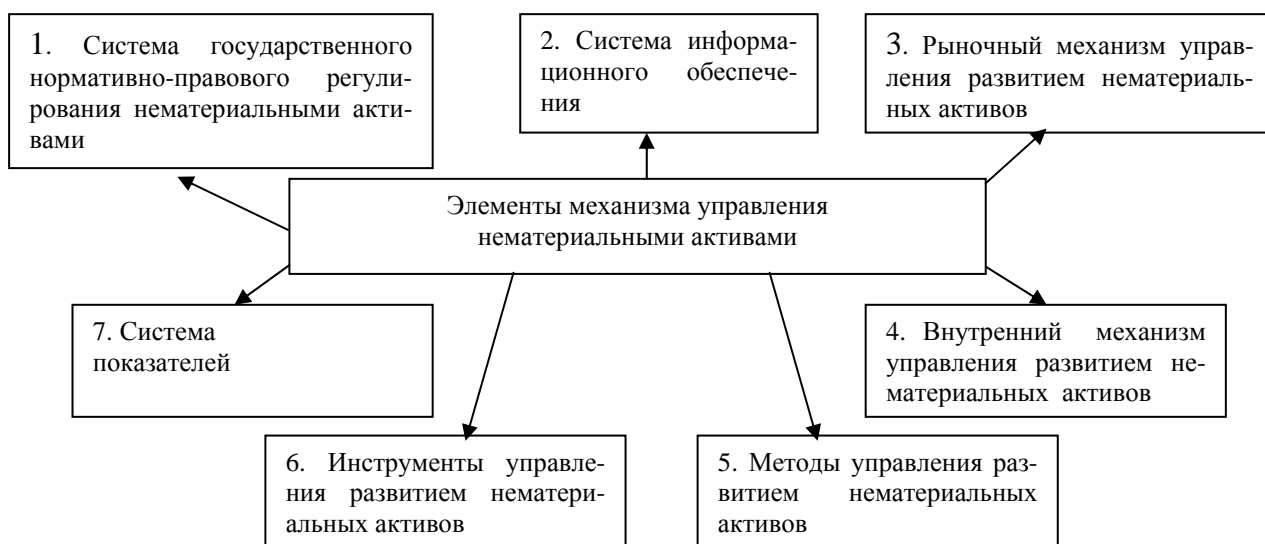 1. Система государственного
нормативно-правового регули-
рования нематериальными акти-
вами
2. Система информа-
ционного обеспече-
ния
3. Рыночный механизм управ-
ления развитием нематериаль-
ных активов
Элементы механизма управления
нематериальными активами
7. Система
показателей
4. Внутренний механизм
управления развитием не-
материальных активов
6. Инструменты управле-
ния развитием нематери-
альных активов
5. Методы управления раз-
витием нематериальных
активов